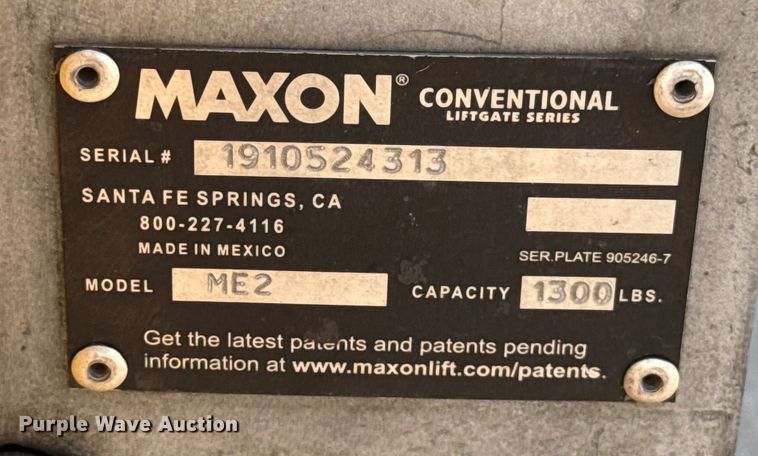 MAXON® CONVENTIONAL
LIFTGATE SERIES
SERIAL # 1910524313
SANTA FE SPRINGS, CA
800-227-4116
MADE IN MEXICO
SER.PLATE 905246-7
MODEL ME2 CAPACITY 1300 LBS.
Get the latest patents and patents pending
information at www.maxonlift.com/patents.
Purple Wave Auction